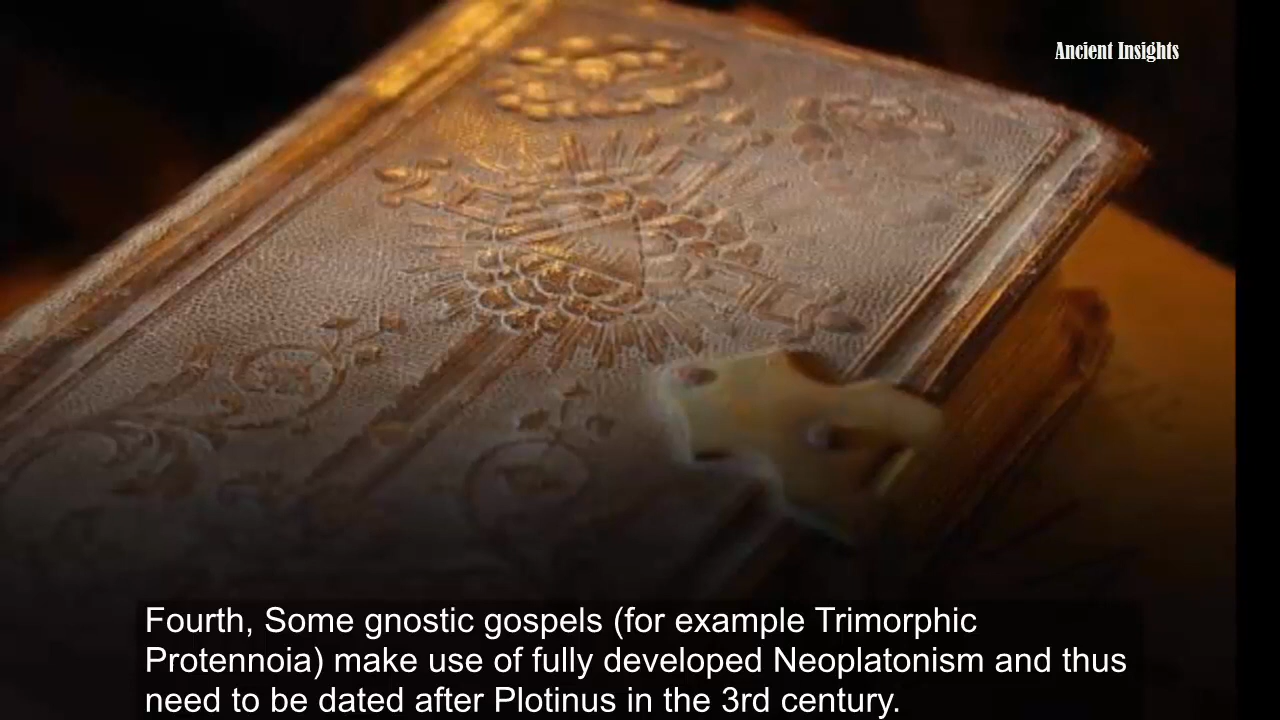 Ancient Insights
Fourth, Some gnostic gospels (for example Trimorphic
Protennoia) make use of fully developed Neoplatonism and thus
need to be dated after Plotinus in the 3rd century.